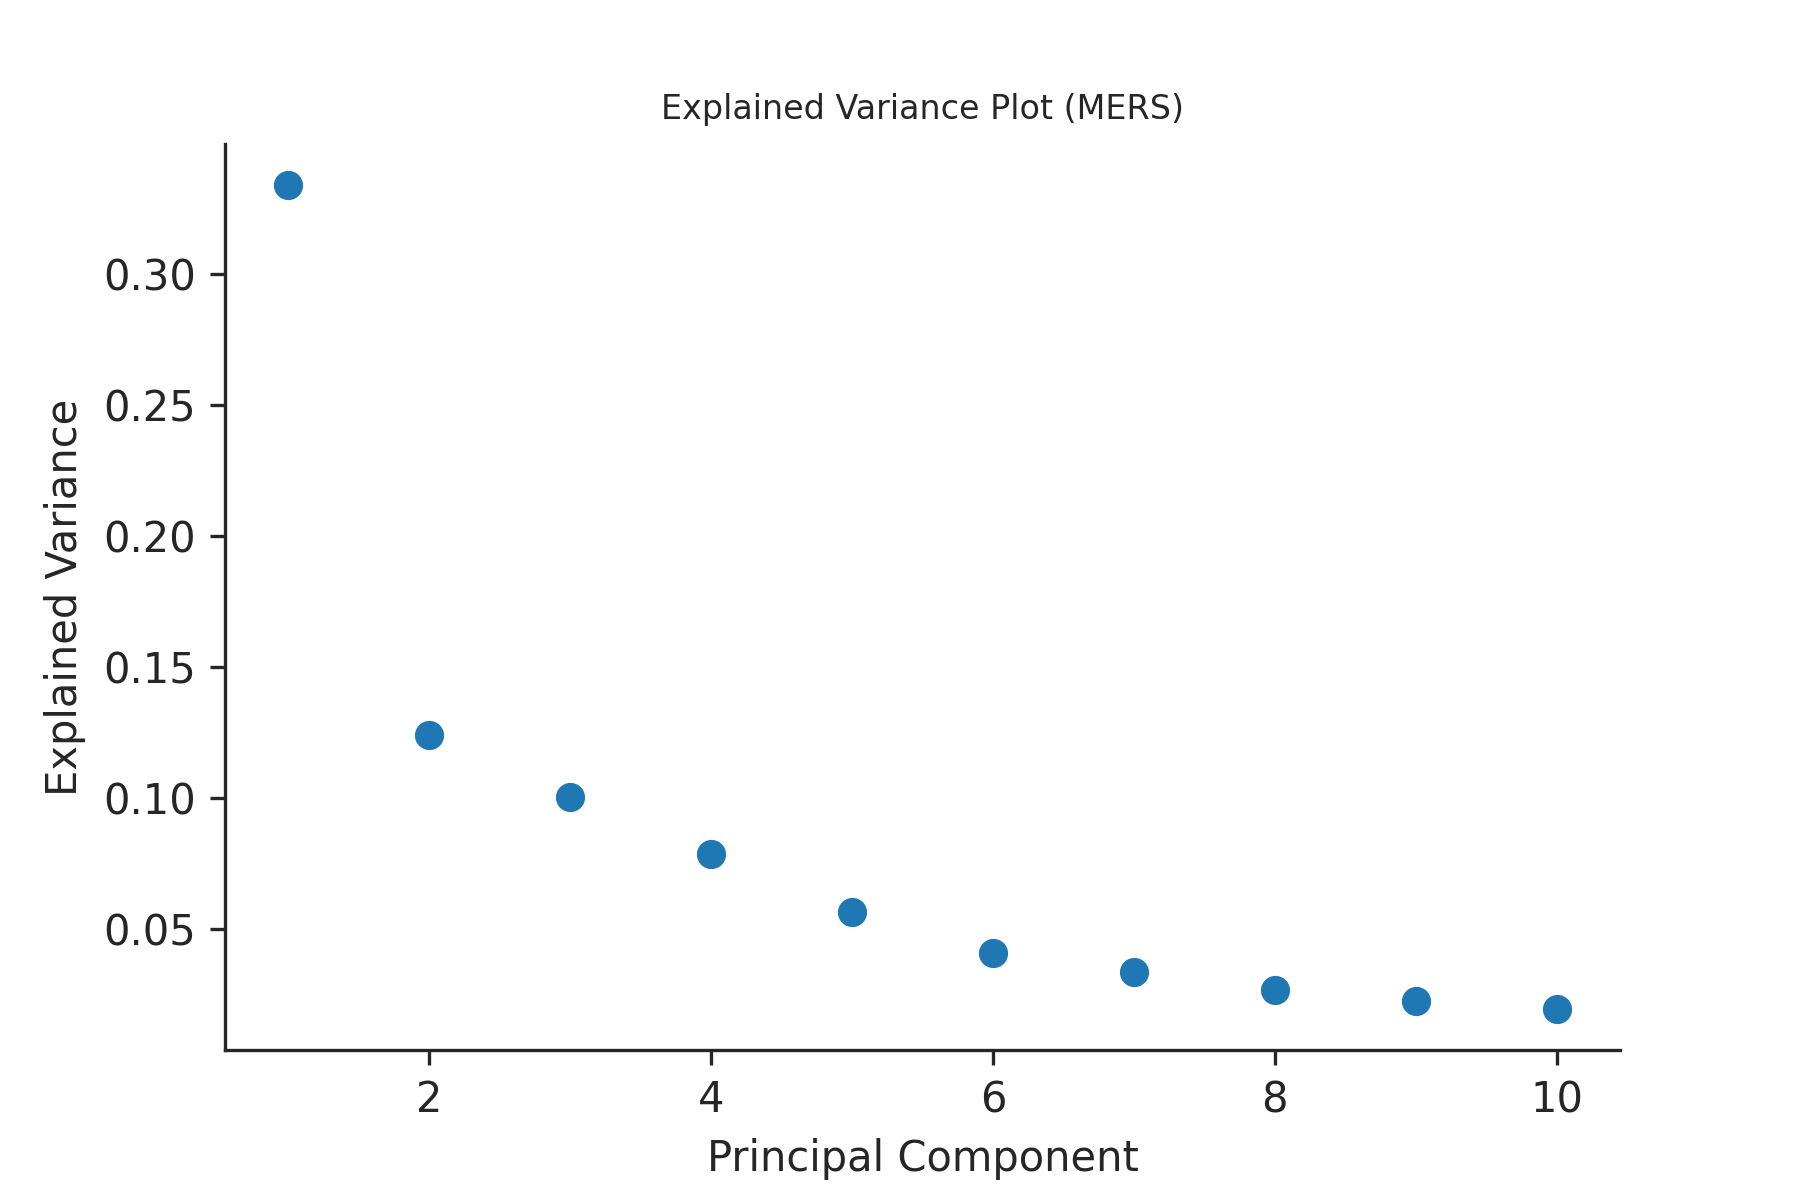 Explained Variance Plot (MERS)
Explained Variance
0.30
0.25
0.20
0.15
0.10
0.05
2 4 6 8 10
Principal Component